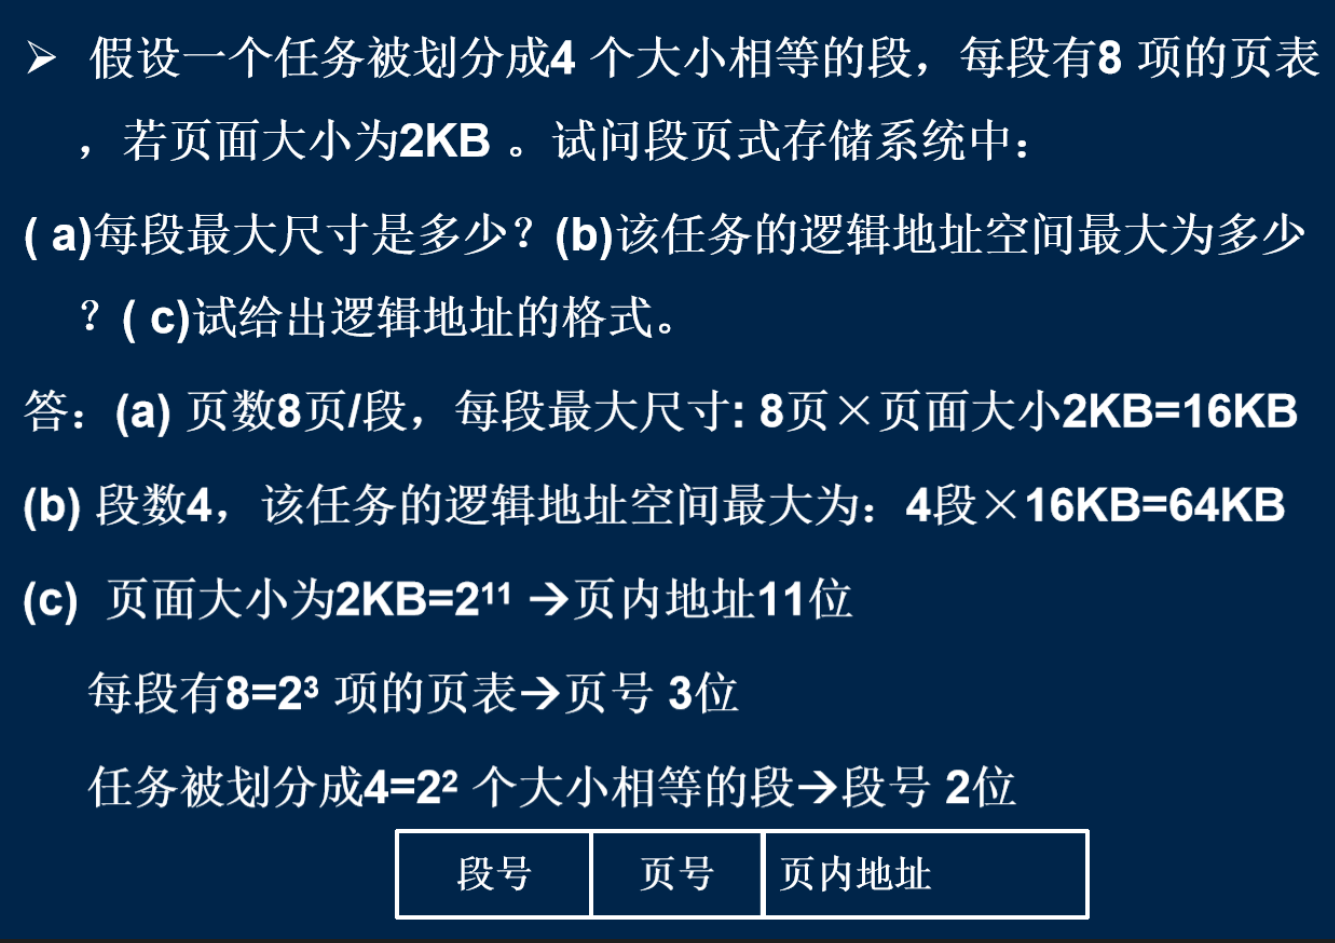 ➢ 假设一个任务被划分成4 个大小相等的段，每段有8 项的页表
，若页面大小为2KB 。试问段页式存储系统中：
( a)每段最大尺寸是多少？(b)该任务的逻辑地址空间最大为多少
？( c)试给出逻辑地址的格式。
答：(a) 页数8页/段，每段最大尺寸: 8页×页面大小2KB=16KB
(b) 段数4，该任务的逻辑地址空间最大为：4段×16KB=64KB
(c) 页面大小为2KB=2¹¹ →页内地址11位
每段有8=2³ 项的页表→页号 3位
任务被划分成4=2² 个大小相等的段→段号 2位
段号 页号 页内地址